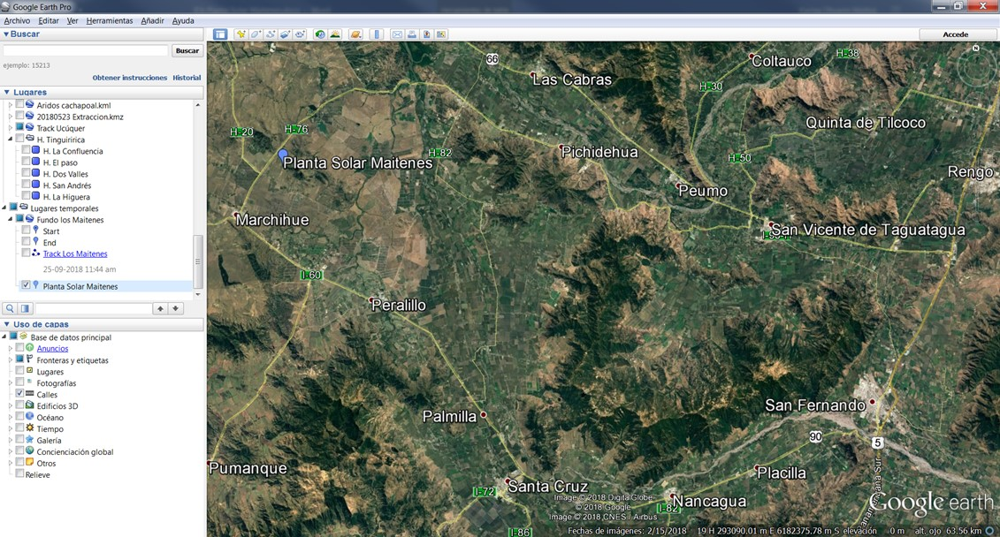 Google Earth Pro
Archivo Editar Ver Herramientas Añadir Ayuda
Buscar
Buscar
ejemplo: 15213
Obtener instrucciones Historial
Lugares
Aridos cachapoal.kml
20180523 Extraccion.kmz
Track Ucúquer
H. Tinguiririca
H. La Confluencia
H. El paso
H. Dos Valles
H. San Andrés
H. La Higuera
Lugares temporales
Fundo los Maitenes
Start
End
Track Los Maitenes
25-09-2018 11:44 am
Planta Solar Maitenes
Uso de capas
Base de datos principal
Anuncios
Fronteras y etiquetas
Lugares
Fotografías
Calles
Edificios 3D
Océano
Tiempo
Galería
Concienciación global
Otros
Relieve
Accede
N
66
Coltauco
H-38
Las Cabras
H-30
Quinta de Tilcoco
H-20
H-76
H-82
Pichidehua
H-50
Planta Solar Maitenes
Rengo
Peumo
Marchihue
San Vicente de Taguatagua
I-60
Peralillo
San Fernando
Palmilla
90
5
Pumanque
Placilla
I-72
Santa Cruz
Nancagua
I-82
I-86
Image © 2018 DigitalGlobe
© 2018 Google
Image © 2018 CNES / Airbus
Google earth
Fechas de imágenes: 2/15/2018 19 H 293090.01 m E 6182375.78 m S elevación 0 m alt. ojo 63.56 km